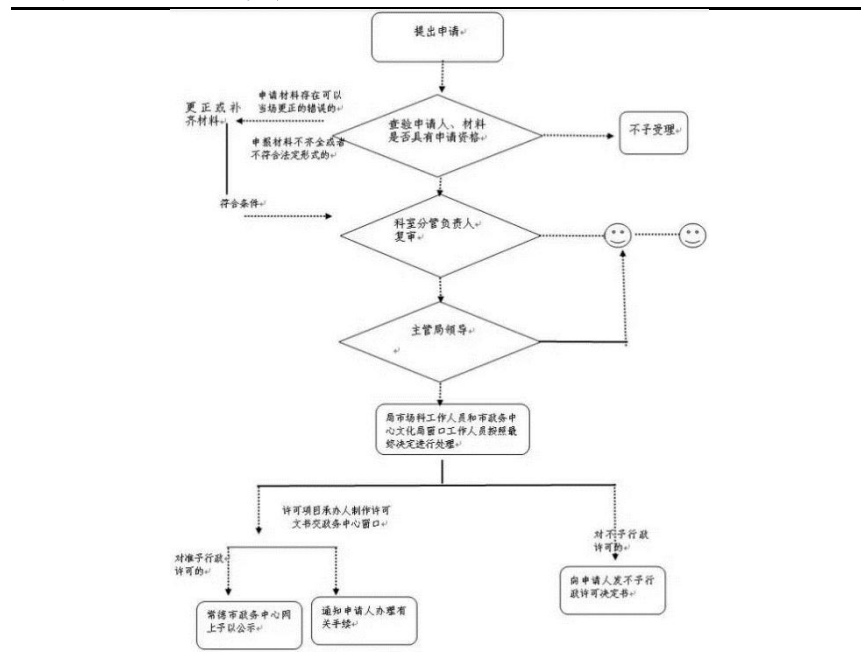 提出申请
申请材料存在可以
当场更正的错误的
更正或补
齐材料
查验申请人、材料
是否具有申请资格
不予受理
申报材料不齐全或者
不符合法定形式的
符合条件
科室分管负责人
复审
主管局领导
局市场科工作人员和市政务中
心文化局窗口工作人员按照最
终决定进行处理
许可项目承办人制作许可
文书交政务中心窗口
对准予行政
许可的
对不予行政
许可的
常德市政务中心网
上予以公示
通知申请人办理有
关手续
向申请人发不予行
政许可决定书